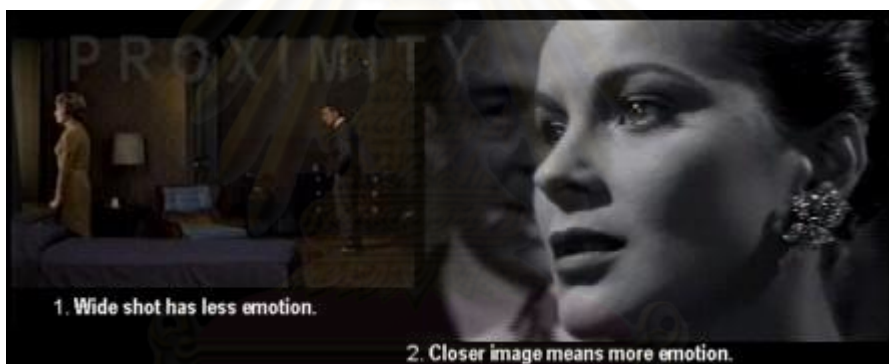 PROXIMITY
1. Wide shot has less emotion.
2. Closer image means more emotion.